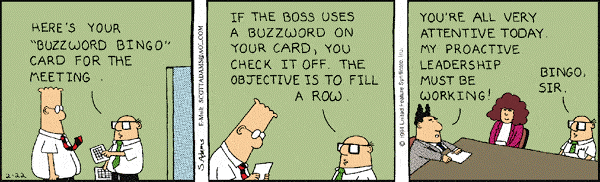 HERE'S YOUR
"BUZZWORD BINGO"
CARD FOR THE
MEETING.
2-22
S. Adams
E-Mail: SCOTTADAMS@AOL.COM
IF THE BOSS USES
A BUZZWORD ON
YOUR CARD, YOU
CHECK IT OFF. THE
OBJECTIVE IS TO FILL
A ROW.
© 1994 United Feature Syndicate, Inc.
YOU'RE ALL VERY
ATTENTIVE TODAY.
MY PROACTIVE
LEADERSHIP
MUST BE
WORKING!
BINGO,
SIR.